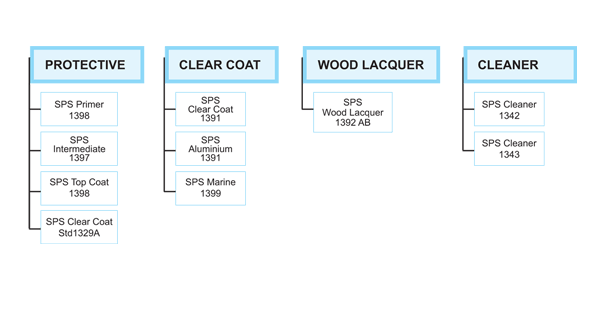 PROTECTIVE
SPS Primer
1398
SPS
Intermediate
1397
SPS Top Coat
1398
SPS Clear Coat
Std1329A
CLEAR COAT
SPS
Clear Coat
1391
SPS
Aluminium
1391
SPS Marine
1399
WOOD LACQUER
SPS
Wood Lacquer
1392 AB
CLEANER
SPS Cleaner
1342
SPS Cleaner
1343